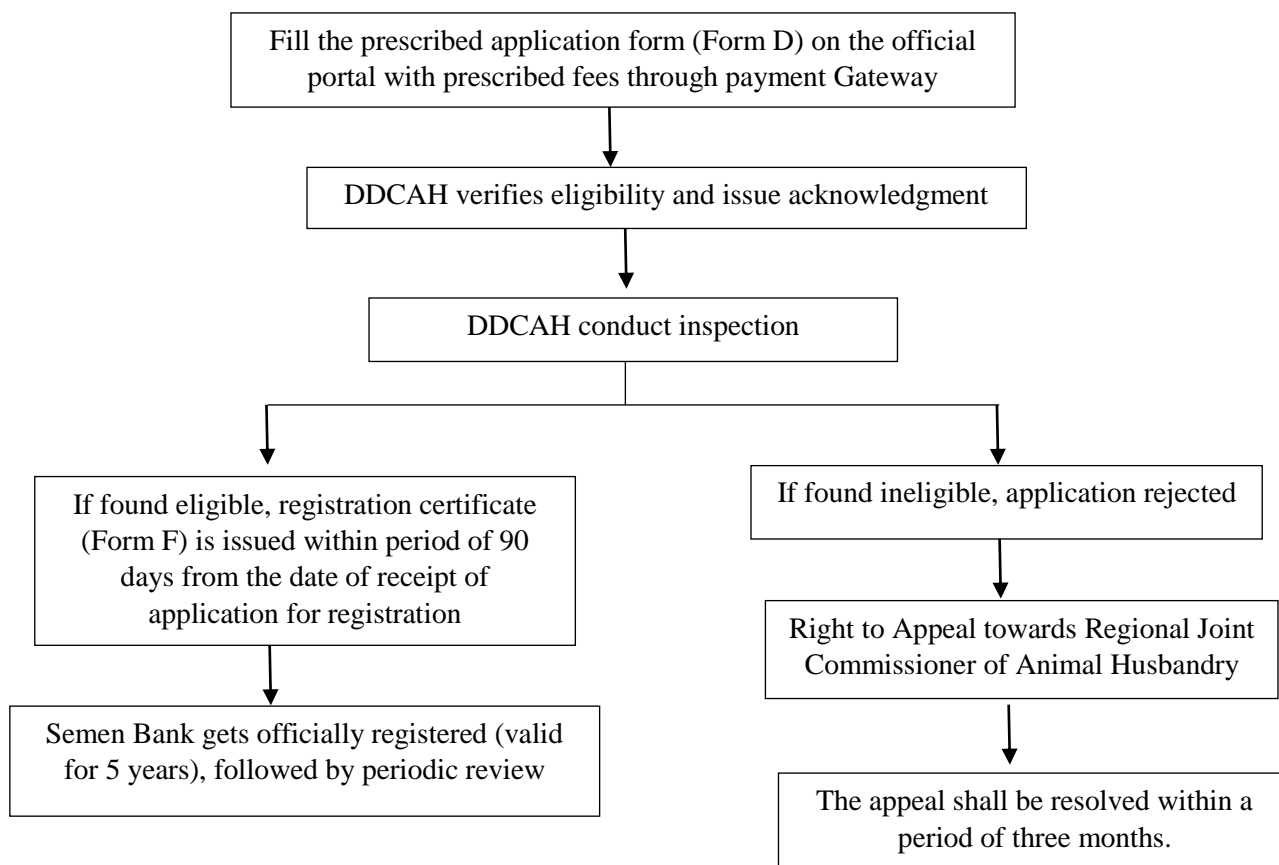 Fill the prescribed application form (Form D) on the official
portal with prescribed fees through payment Gateway
DDCAH verifies eligibility and issue acknowledgment
DDCAH conduct inspection
If found eligible, registration certificate
(Form F) is issued within period of 90
days from the date of receipt of
application for registration
Semen Bank gets officially registered (valid
for 5 years), followed by periodic review
If found ineligible, application rejected
Right to Appeal towards Regional Joint
Commissioner of Animal Husbandry
The appeal shall be resolved within a
period of three months.